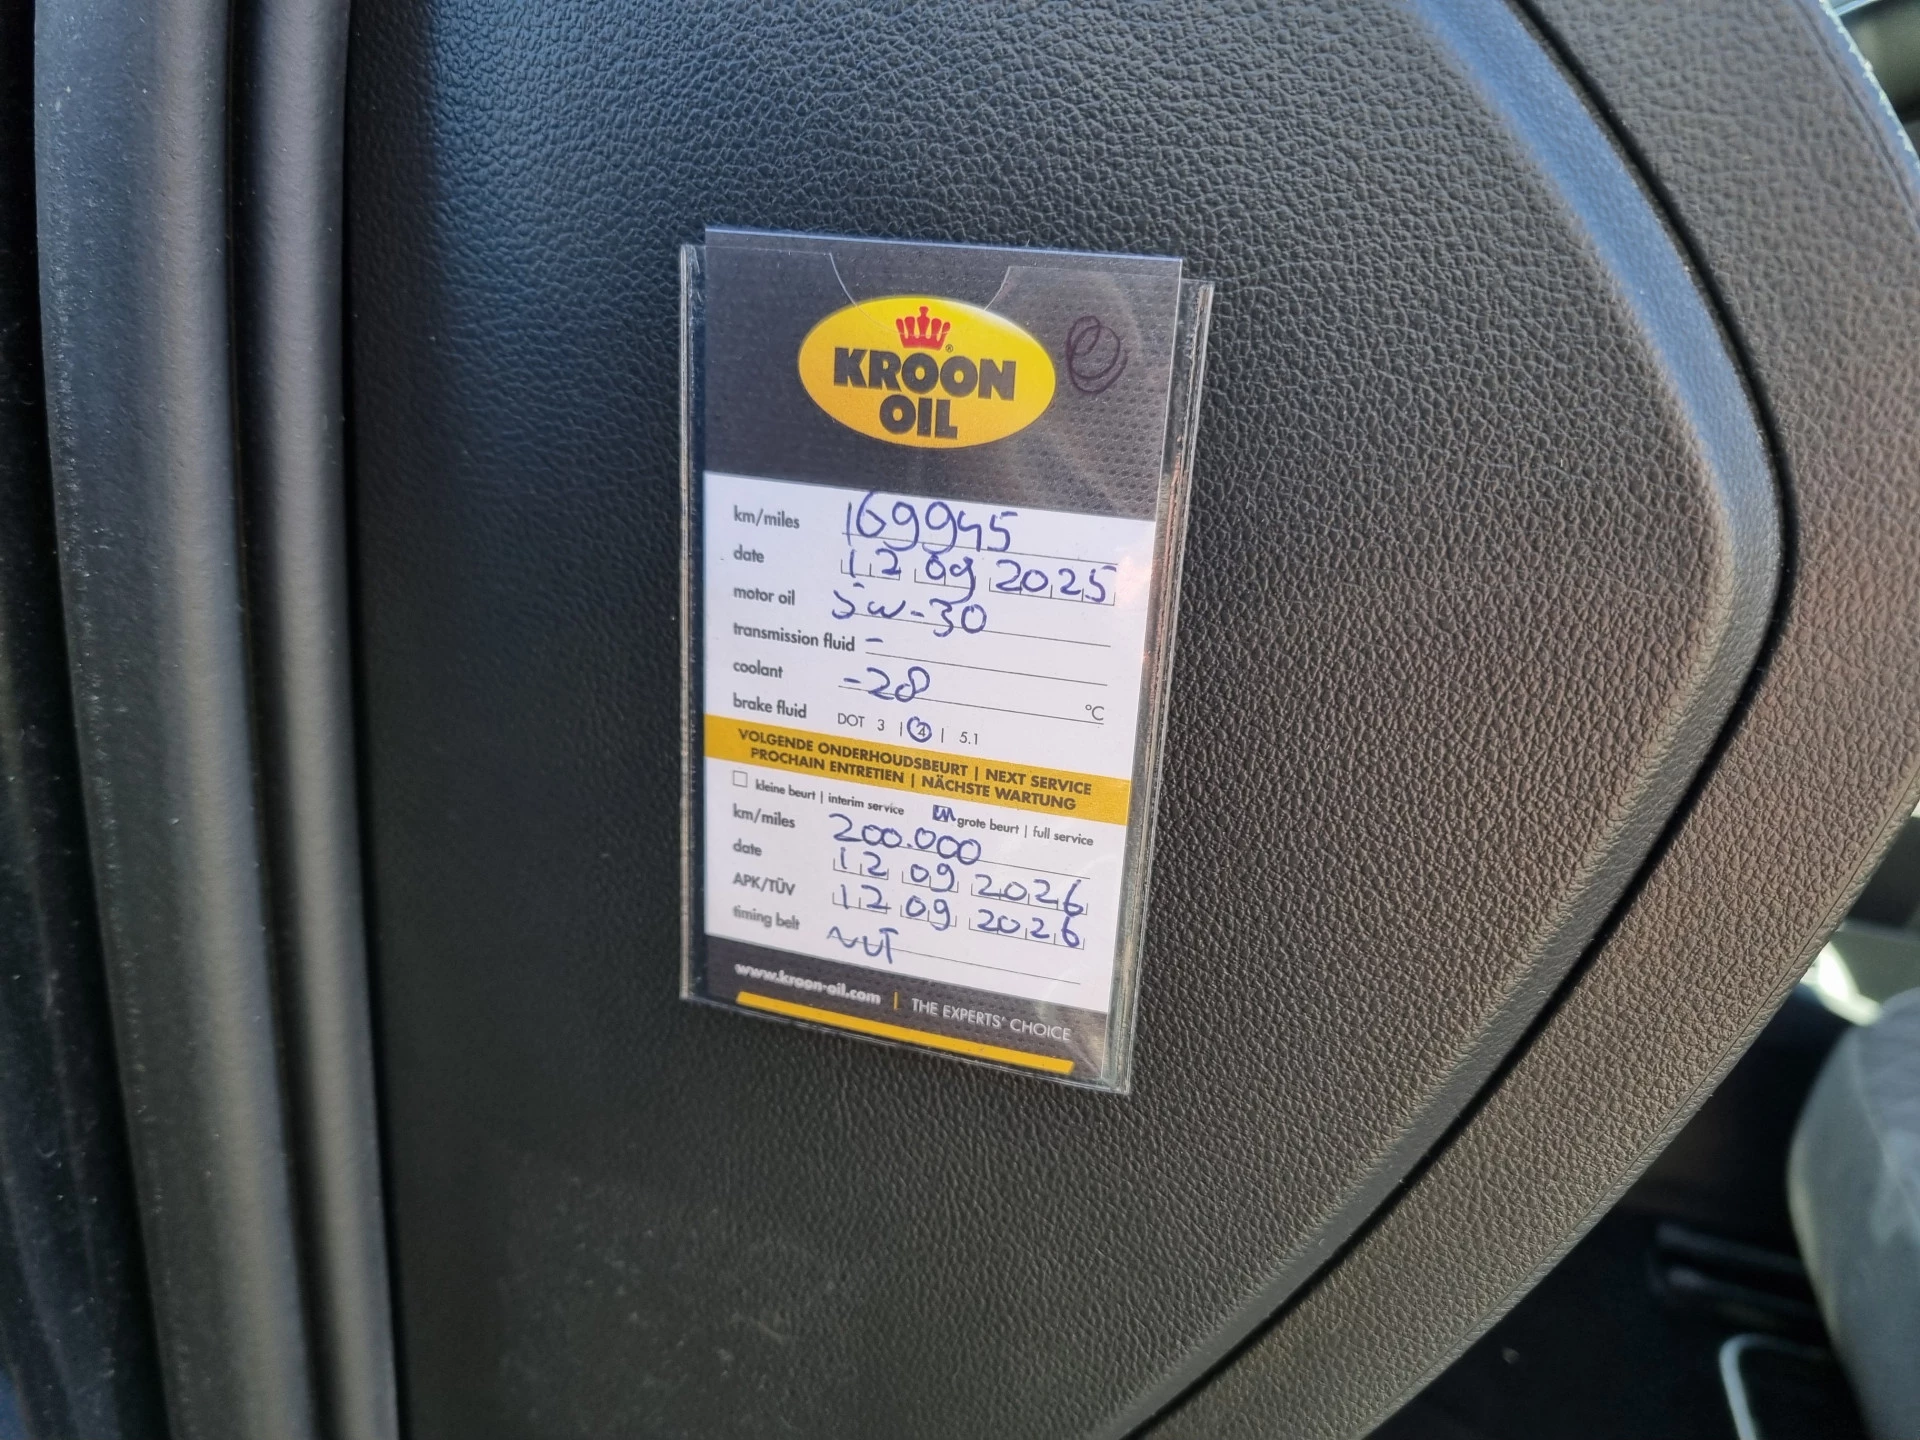 KROON
OIL
®
e
km/miles 169945
date 12 09 2025
motor oil 5w-30
transmission fluid -
coolant -28 °C
brake fluid DOT 3 | 4 | 5.1
VOLGENDE ONDERHOUDSBEURT | NEXT SERVICE
PROCHAIN ENTRETIEN | NÄCHSTE WARTUNG
kleine beurt | interim service grote beurt | full service
km/miles 200.000
date 12 09 2026
APK/TÜV 12 09 2026
timing belt
www.kroon-oil.com | THE EXPERTS' CHOICE